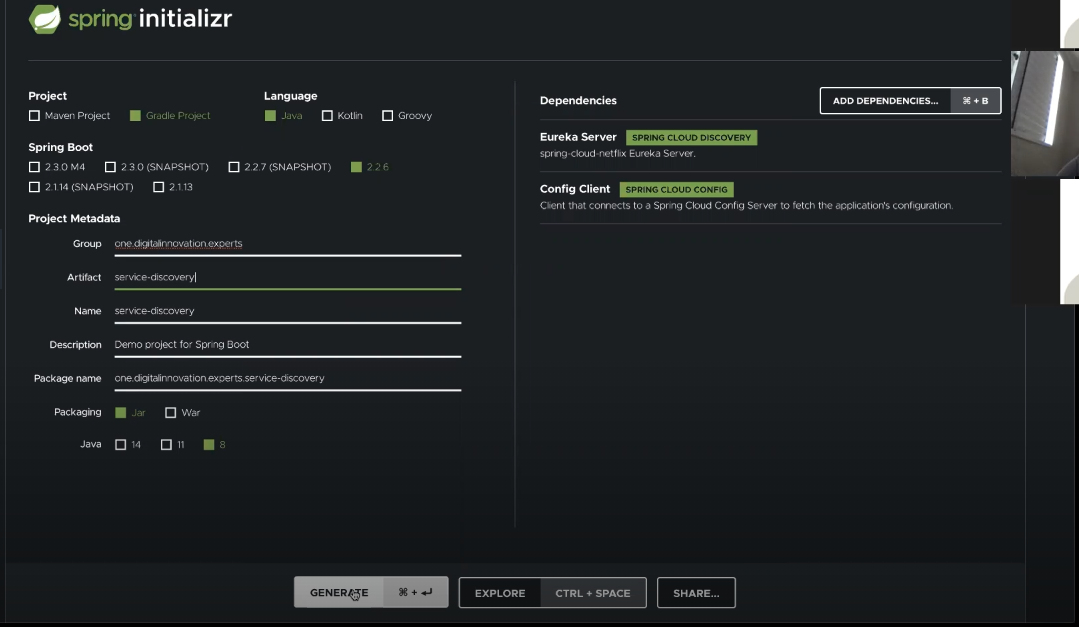 spring initializr
Project
Language
Maven Project Gradle Project
Java Kotlin Groovy
Spring Boot
2.3.0 M4 2.3.0 (SNAPSHOT) 2.2.7 (SNAPSHOT) 2.2.6
2.1.14 (SNAPSHOT) 2.1.13
Project Metadata
Group one.digitalinnovation.experts
Artifact service-discovery
Name service-discovery
Description Demo project for Spring Boot
Package name one.digitalinnovation.experts.service-discovery
Packaging Jar War
Java 14 11 8
Dependencies
ADD DEPENDENCIES... ⌘ + B
Eureka Server SPRING CLOUD DISCOVERY
spring-cloud-netflix Eureka Server.
Config Client SPRING CLOUD CONFIG
Client that connects to a Spring Cloud Config Server to fetch the application's configuration.
GENERATE ⌘ + ↵ EXPLORE CTRL + SPACE SHARE...